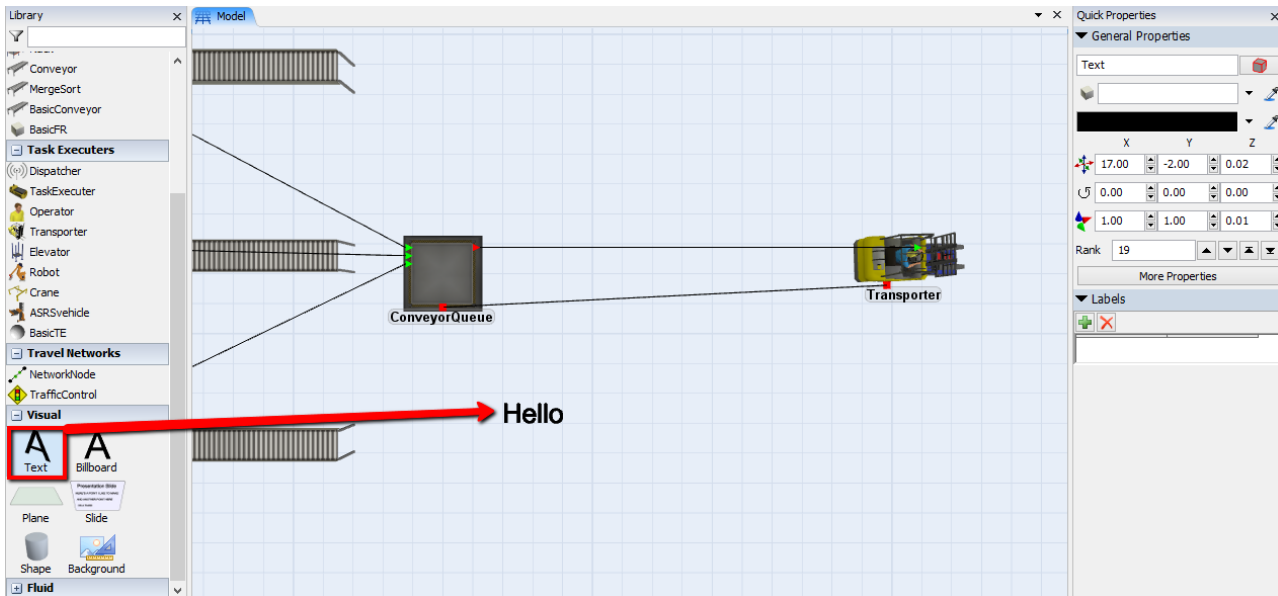 Library
Model
Quick Properties
General Properties
Conveyor
MergeSort
BasicConveyor
BasicFR
Task Executers
Dispatcher
TaskExecuter
Operator
Transporter
Elevator
Robot
Crane
ASRSvehicle
BasicTE
Travel Networks
NetworkNode
TrafficControl
Visual
Text
Billboard
Plane
Presentation Slide
Slide
Shape
Background
Fluid
ConveyorQueue
Transporter
Hello
Text
X Y Z
17.00 -2.00 0.02
0.00 0.00 0.00
1.00 1.00 0.01
Rank 19
More Properties
Labels